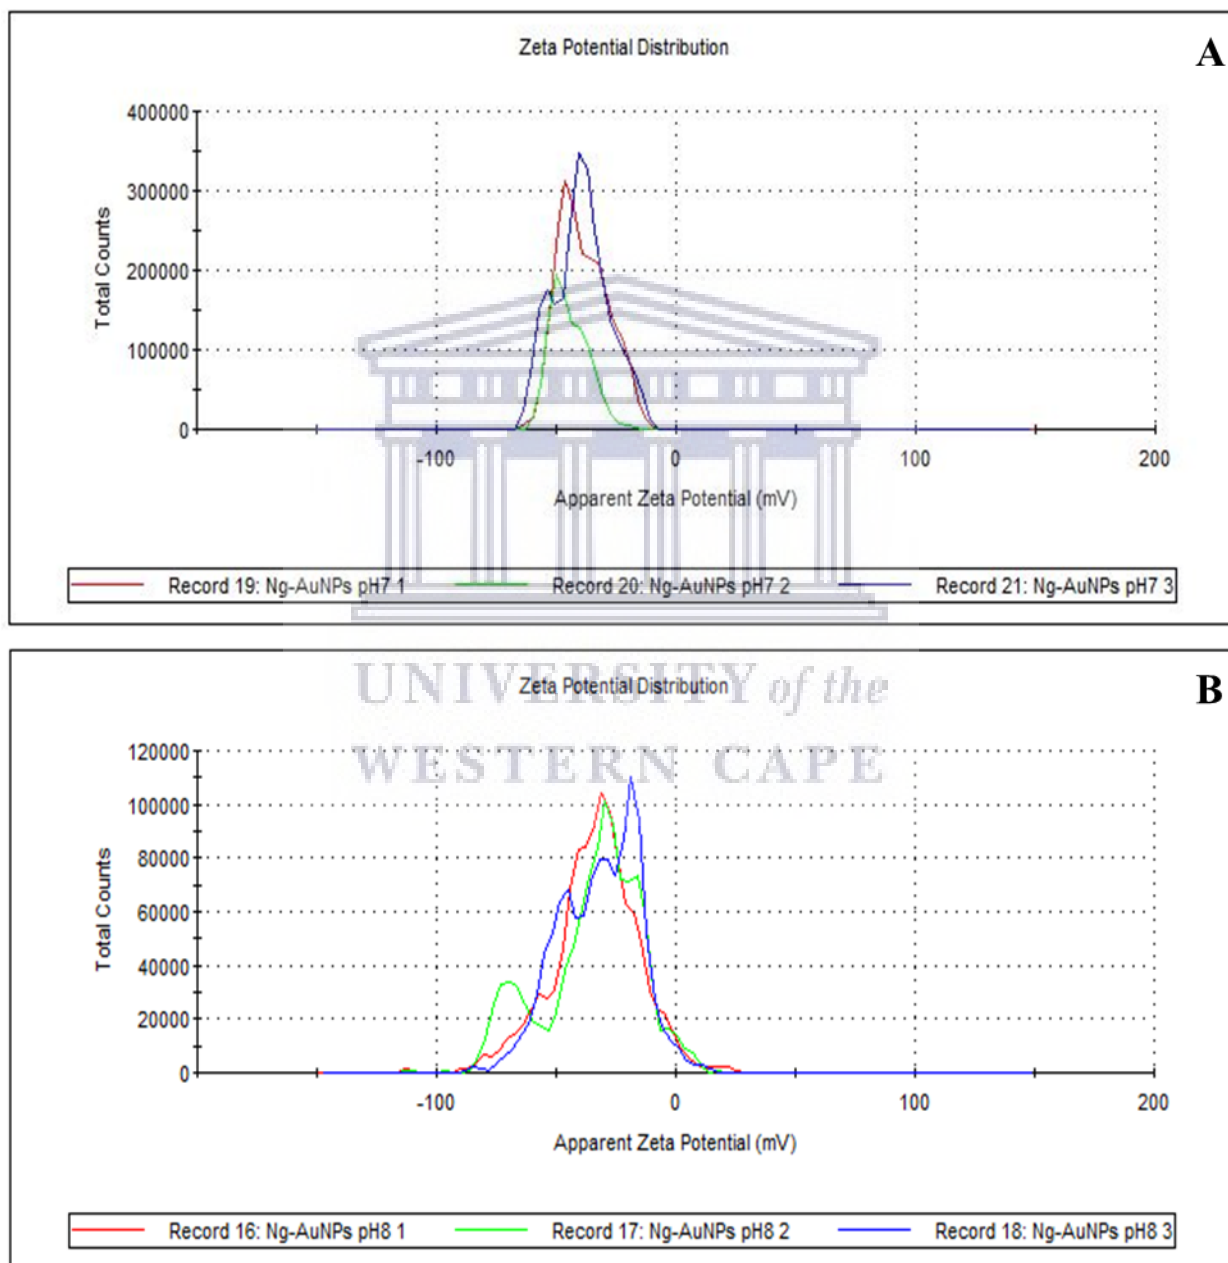 Zeta Potential Distribution
A
400000
300000
200000
100000
0
Total Counts
-100 0 100 200
Apparent Zeta Potential (mV)
Record 19: Ng-AuNPs pH7 1 Record 20: Ng-AuNPs pH7 2 Record 21: Ng-AuNPs pH7 3
UNIVERSITY of the
WESTERN CAPE
Zeta Potential Distribution
B
120000
100000
80000
60000
40000
20000
0
Total Counts
-100 0 100 200
Apparent Zeta Potential (mV)
Record 16: Ng-AuNPs pH8 1 Record 17: Ng-AuNPs pH8 2 Record 18: Ng-AuNPs pH8 3